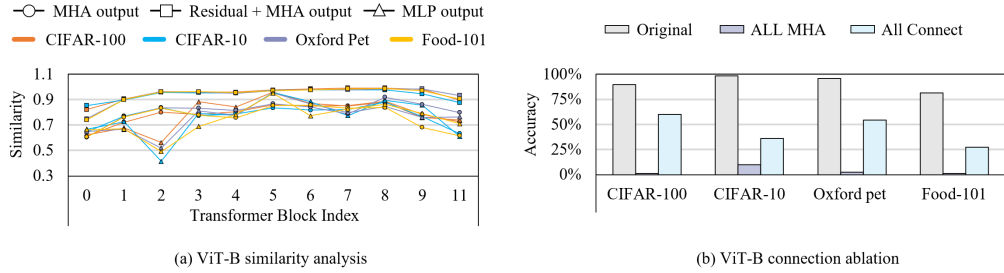 MHA output Residual + MHA output MLP output
CIFAR-100 CIFAR-10 Oxford Pet Food-101
Similarity
1.1
0.9
0.7
0.5
0.3
0 1 2 3 4 5 6 7 8 9 11
Transformer Block Index
(a) ViT-B similarity analysis
Original ALL MHA All Connect
Accuracy
100%
75%
50%
25%
0%
CIFAR-100 CIFAR-10 Oxford pet Food-101
(b) ViT-B connection ablation